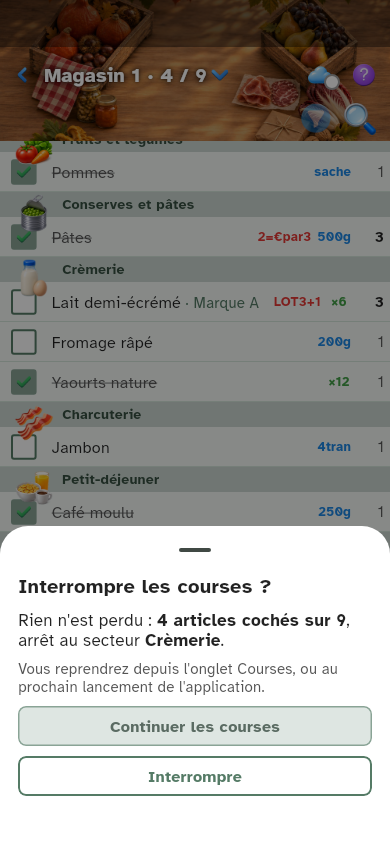 Magasin 1 · 4 / 9
?
Fruits et légumes
Pommes sache 1
Conserves et pâtes
Pâtes 2=€par3 500g 3
Crèmerie
Lait demi-écrémé · Marque A LOT3+1 ×6 3
Fromage râpé 200g 1
Yaourts nature ×12 1
Charcuterie
Jambon 4tran 1
Petit-déjeuner
Café moulu 250g 1
Interrompre les courses ?
Rien n'est perdu : 4 articles cochés sur 9,
arrêt au secteur Crèmerie.
Vous reprendrez depuis l'onglet Courses, ou au
prochain lancement de l'application.
Continuer les courses
Interrompre